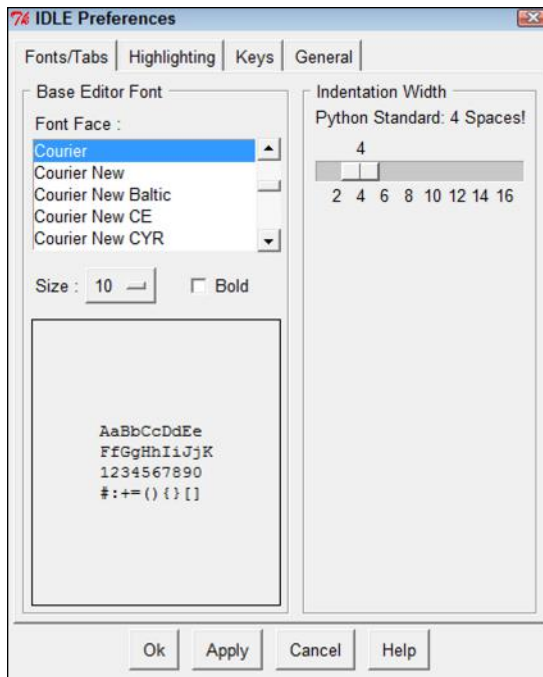 IDLE Preferences
Fonts/Tabs Highlighting Keys General
Base Editor Font
Font Face :
Courier
Courier New
Courier New Baltic
Courier New CE
Courier New CYR
Size : 10 Bold
AaBbCcDdEe
FfGgHhIiJjK
1234567890
#:+=(){}[]
Indentation Width
Python Standard: 4 Spaces!
4
2 4 6 8 10 12 14 16
Ok Apply Cancel Help